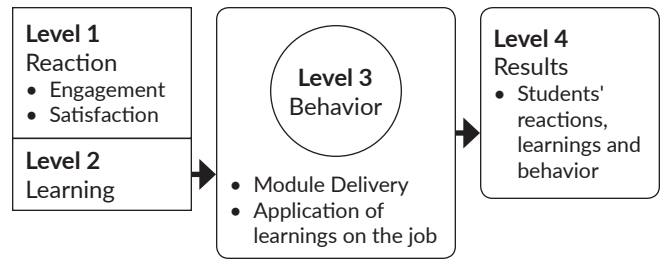 Level 1
Reaction
• Engagement
• Satisfaction
Level 2
Learning
Level 3
Behavior
• Module Delivery
• Application of
learnings on the job
Level 4
Results
• Students'
reactions,
learnings and
behavior